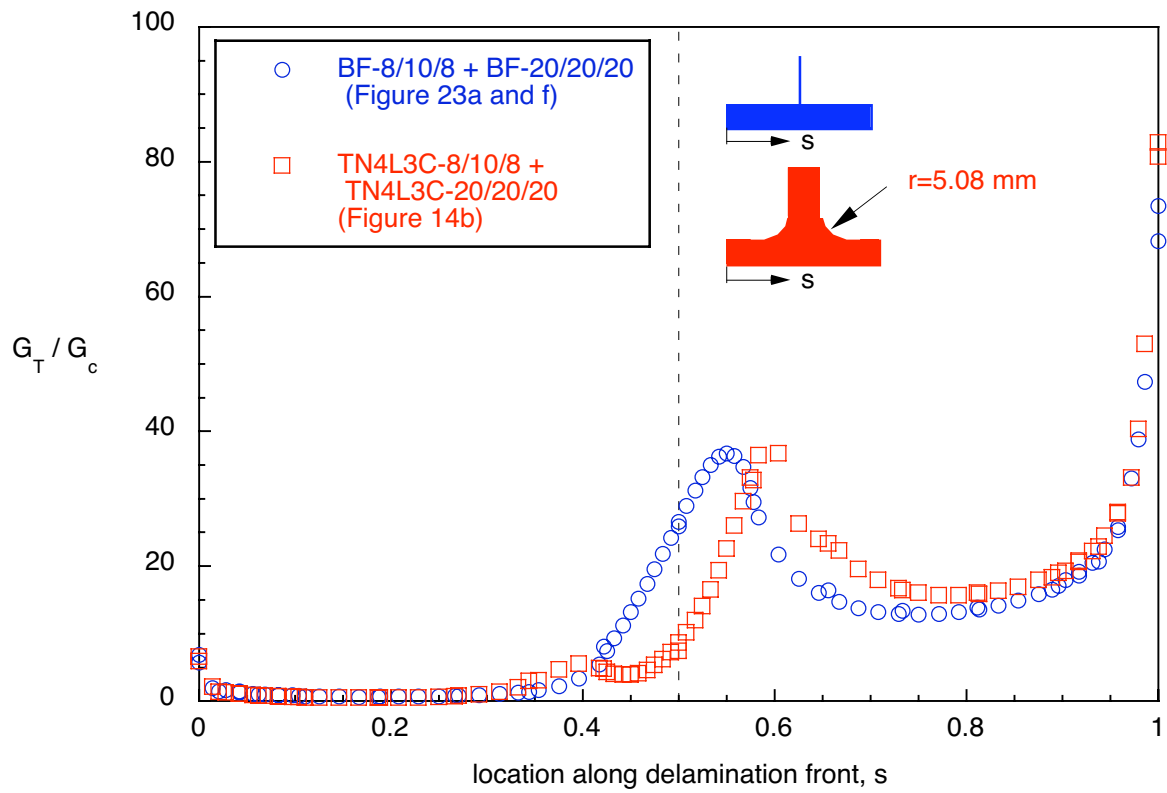 100
80
60
40
20
0
G_T / G_c
BF-8/10/8 + BF-20/20/20
(Figure 23a and f)
TN4L3C-8/10/8 +
TN4L3C-20/20/20
(Figure 14b)
s
r=5.08 mm
s
0
0.2
0.4
0.6
0.8
1
location along delamination front, s